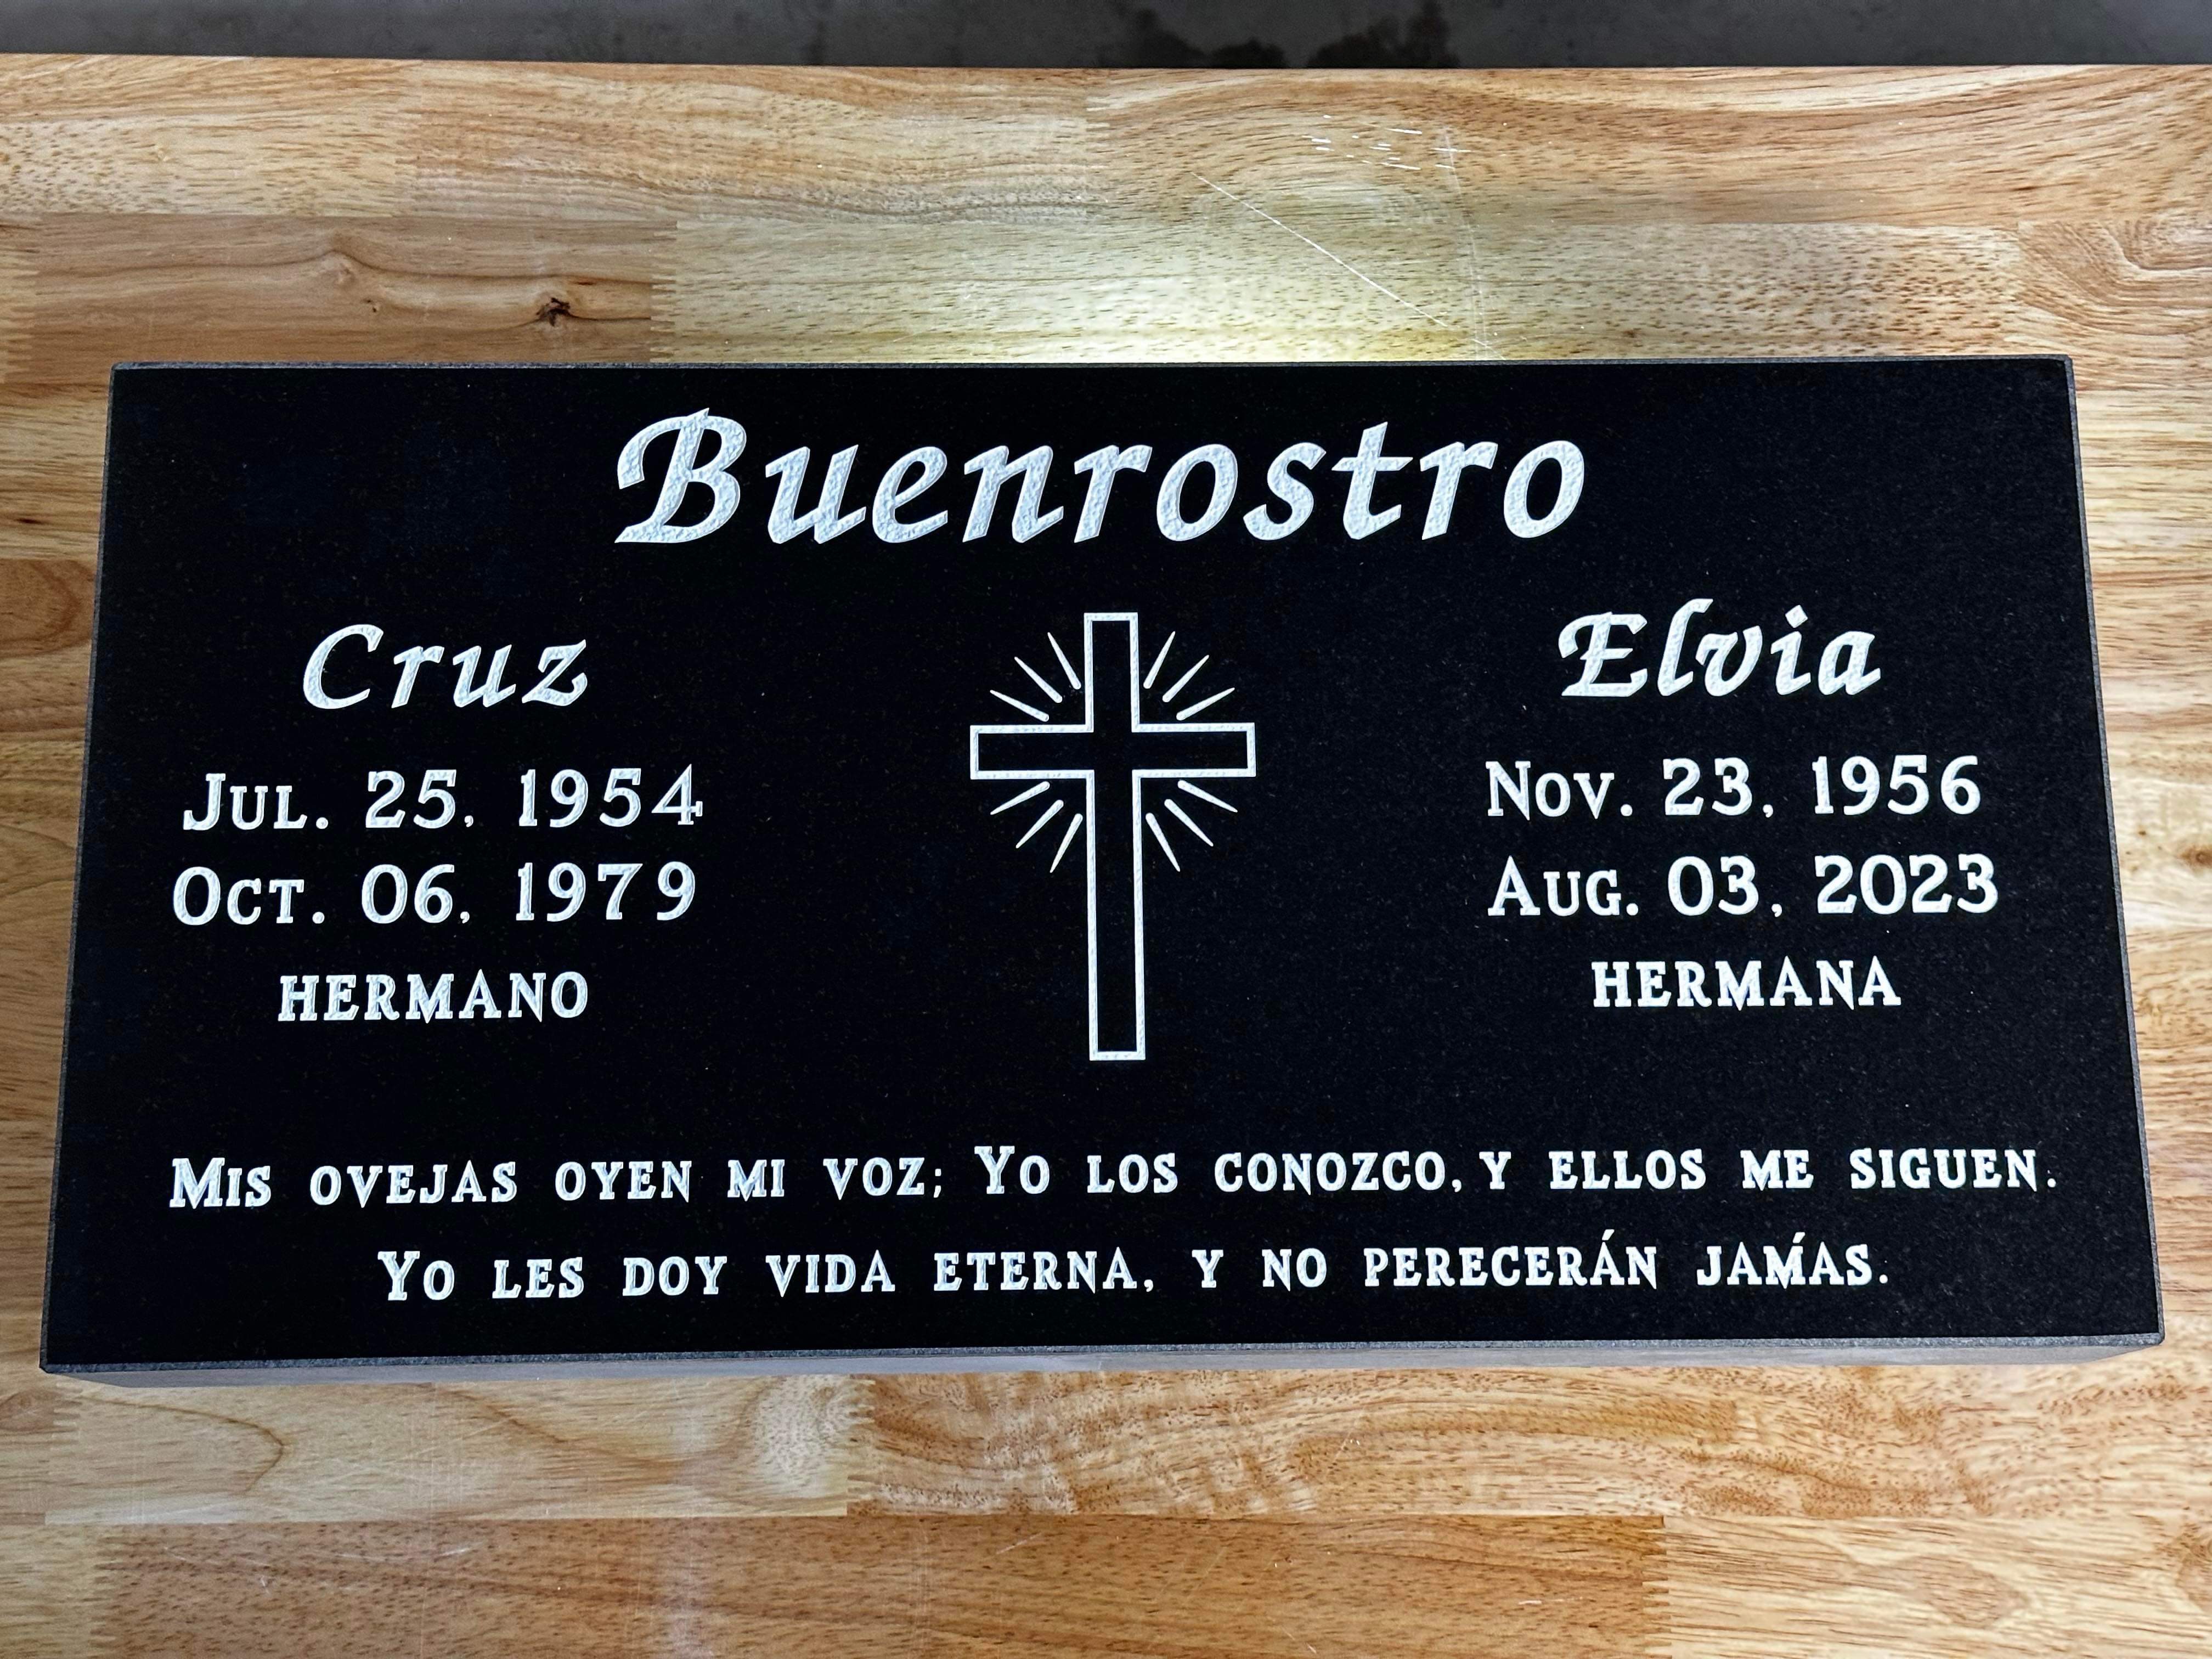 Buenrostro
Cruz
Jul. 25, 1954
Oct. 06, 1979
HERMANO
Elvia
Nov. 23, 1956
Aug. 03, 2023
HERMANA
Mis ovejas oyen mi voz; Yo los conozco, y ellos me siguen.
Yo les doy vida eterna, y no perecerán jaḿas.